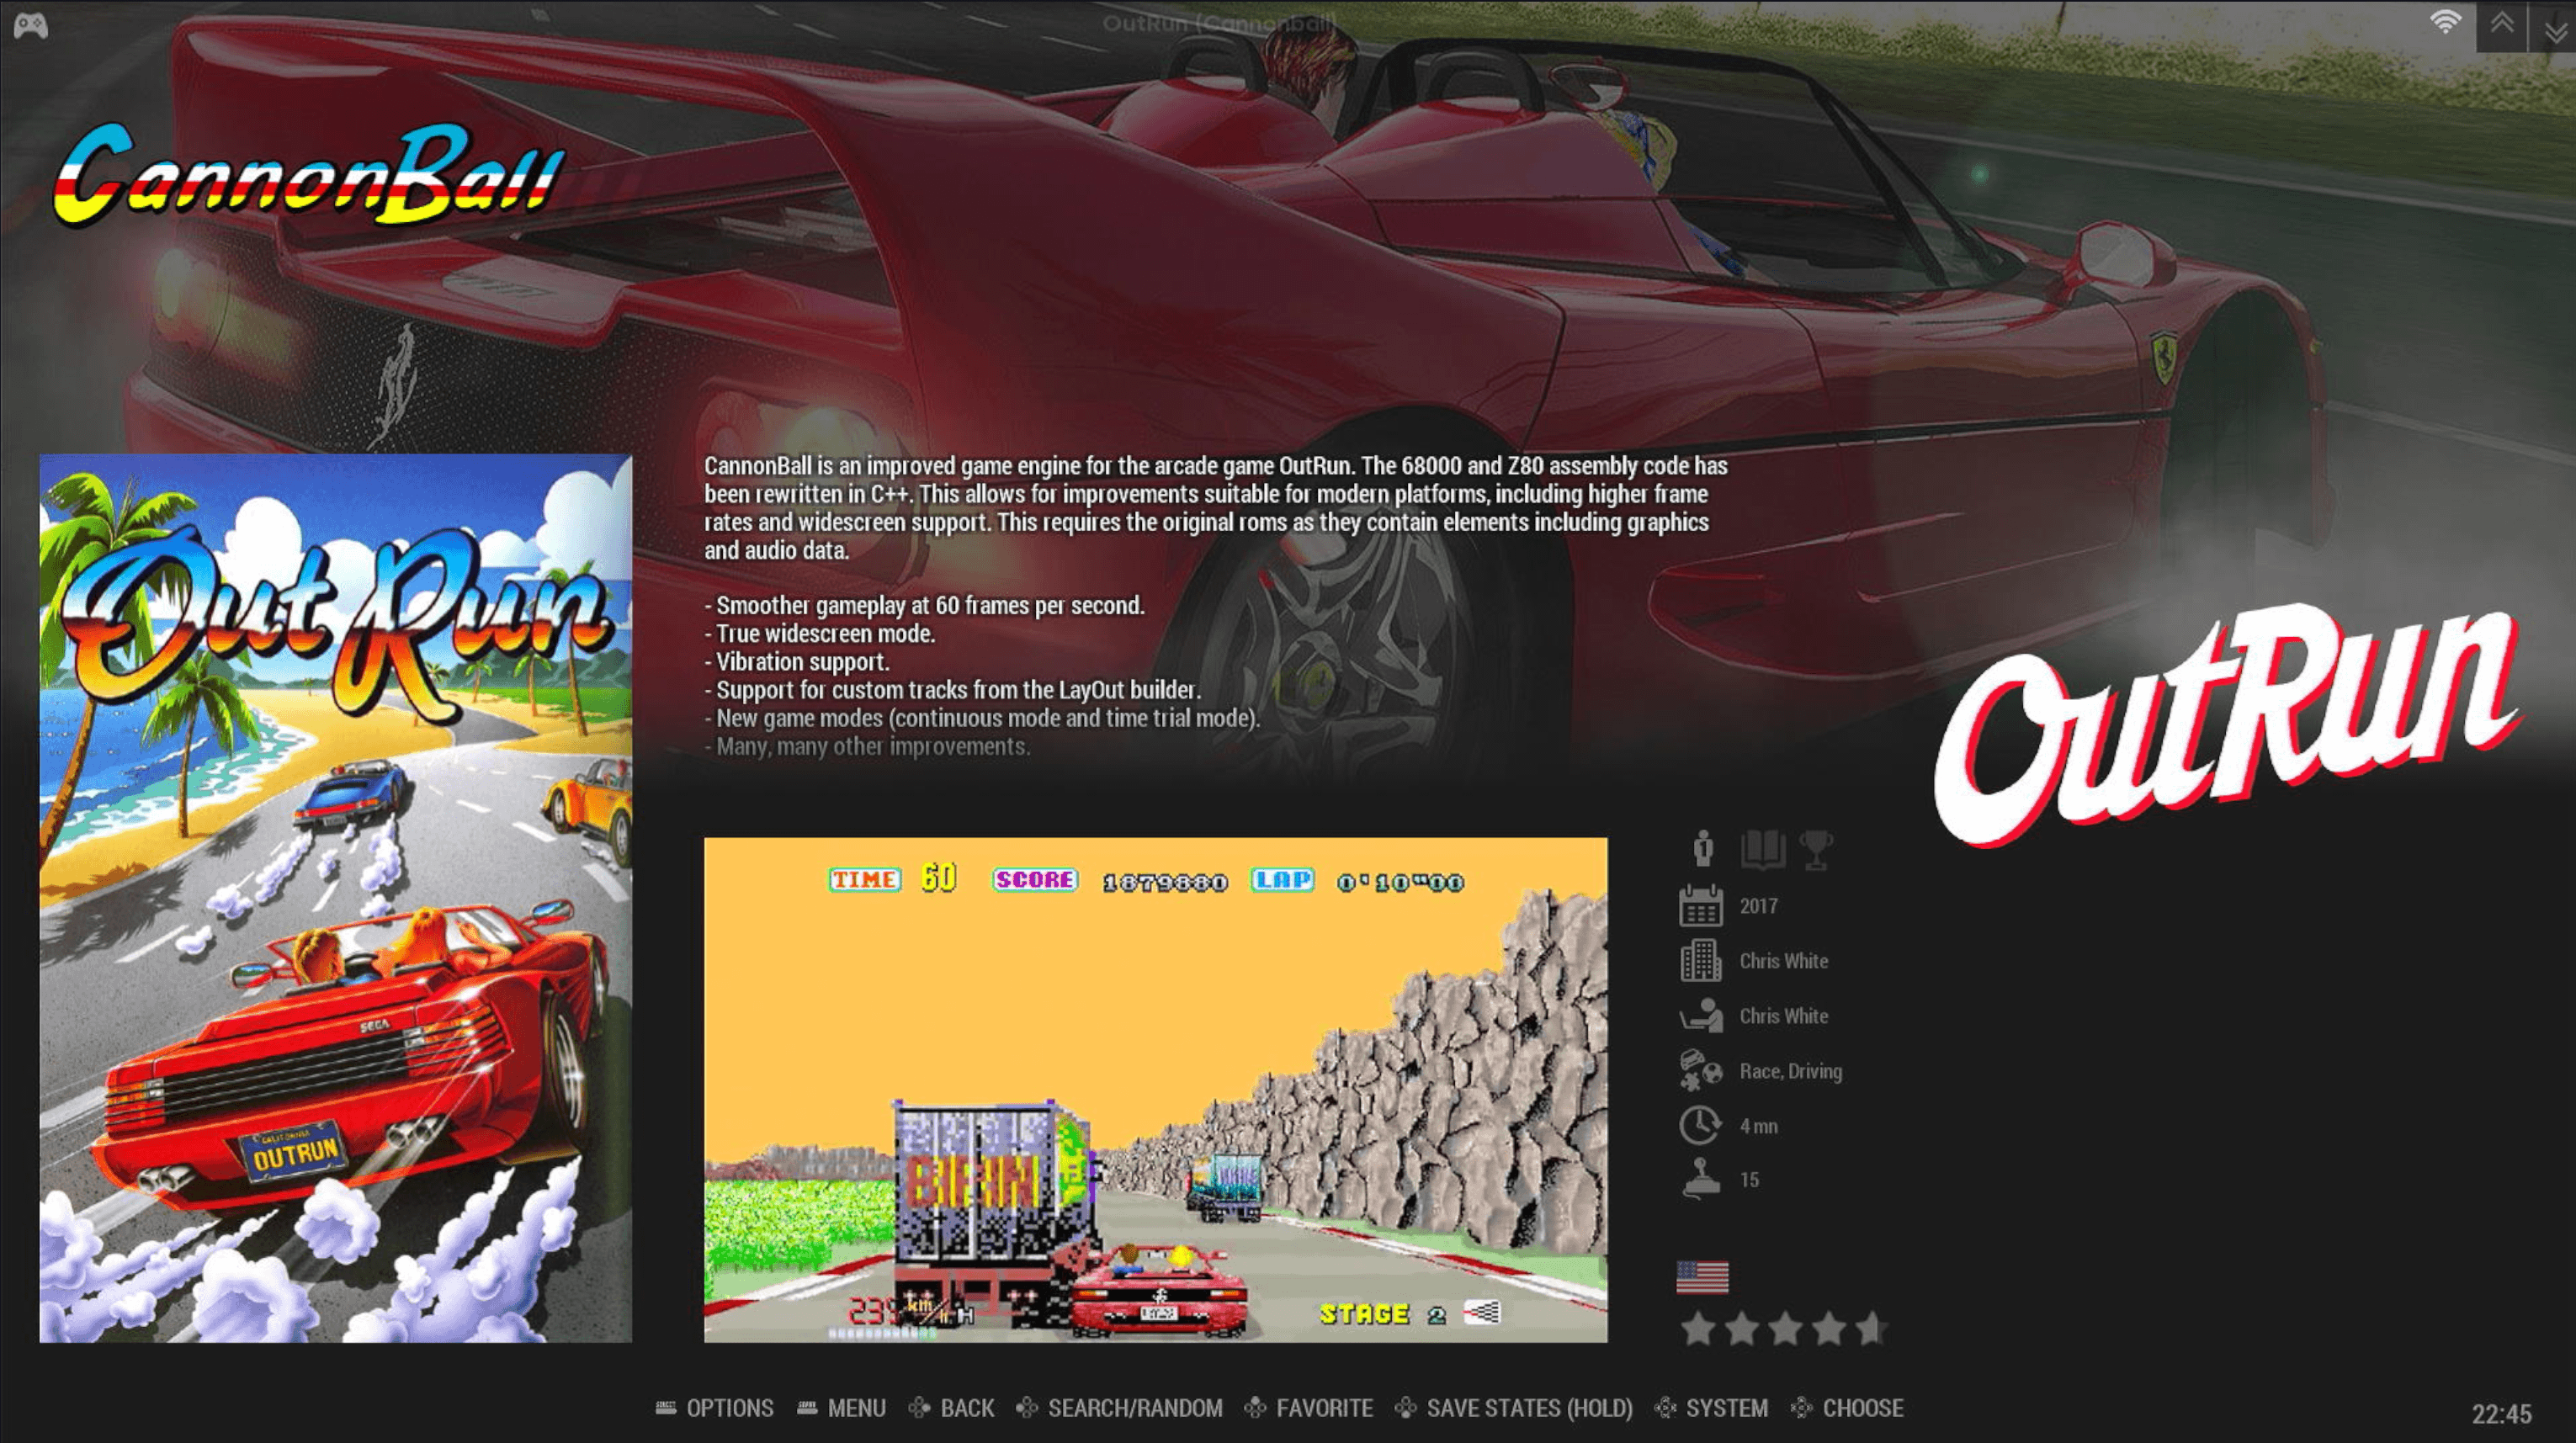 OutRun (Cannonball)
CannonBall
OutRun
SEGA
CALIFORNIA
OUTRUN
CannonBall is an improved game engine for the arcade game OutRun. The 68000 and Z80 assembly code has
been rewritten in C++. This allows for improvements suitable for modern platforms, including higher frame
rates and widescreen support. This requires the original roms as they contain elements including graphics
and audio data.
- Smoother gameplay at 60 frames per second.
- True widescreen mode.
- Vibration support.
- Support for custom tracks from the LayOut builder.
- New game modes (continuous mode and time trial mode).
- Many, many other improvements.
OutRun
TIME 60 SCORE 1879880 LAP 0'10"00
km/h
STAGE 2
1
2017
Chris White
Chris White
Race, Driving
4 mn
15
OPTIONS MENU BACK SEARCH/RANDOM FAVORITE SAVE STATES (HOLD) SYSTEM CHOOSE
22:45